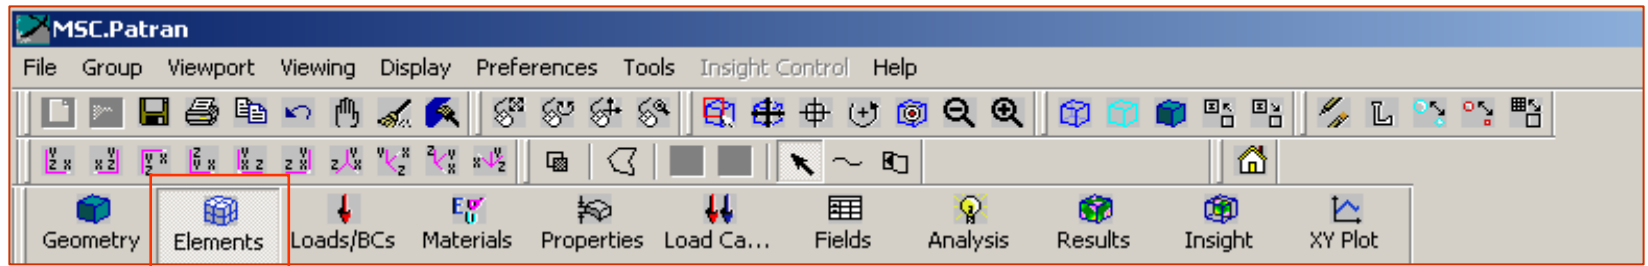 MSC.Patran
File Group Viewport Viewing Display Preferences Tools Insight Control Help
Geometry Elements Loads/BCs Materials Properties Load Ca... Fields Analysis Results Insight XY Plot